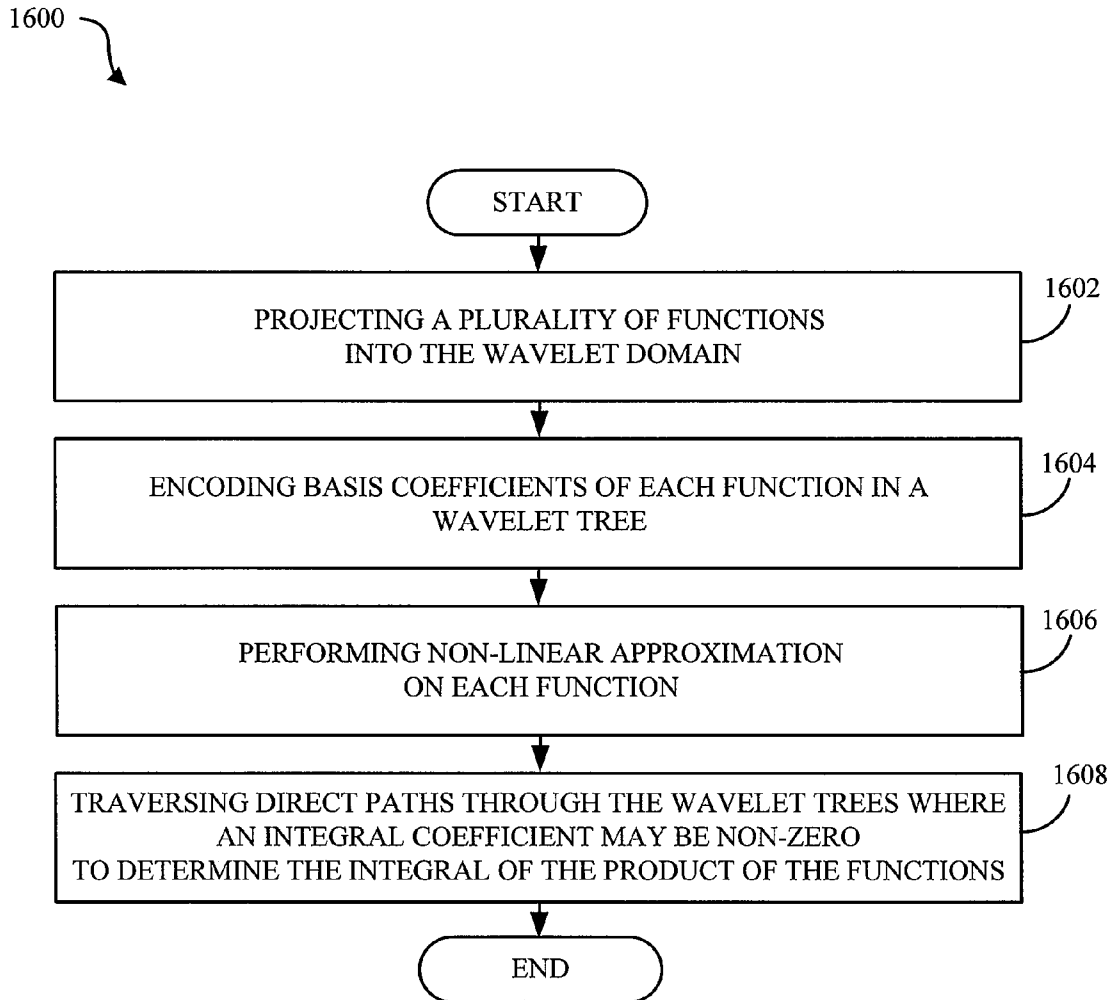 1600
START
PROJECTING A PLURALITY OF FUNCTIONS
INTO THE WAVELET DOMAIN
1602
ENCODING BASIS COEFFICIENTS OF EACH FUNCTION IN A
WAVELET TREE
1604
PERFORMING NON-LINEAR APPROXIMATION
ON EACH FUNCTION
1606
TRAVERSING DIRECT PATHS THROUGH THE WAVELET TREES WHERE
AN INTEGRAL COEFFICIENT MAY BE NON-ZERO
TO DETERMINE THE INTEGRAL OF THE PRODUCT OF THE FUNCTIONS
1608
END